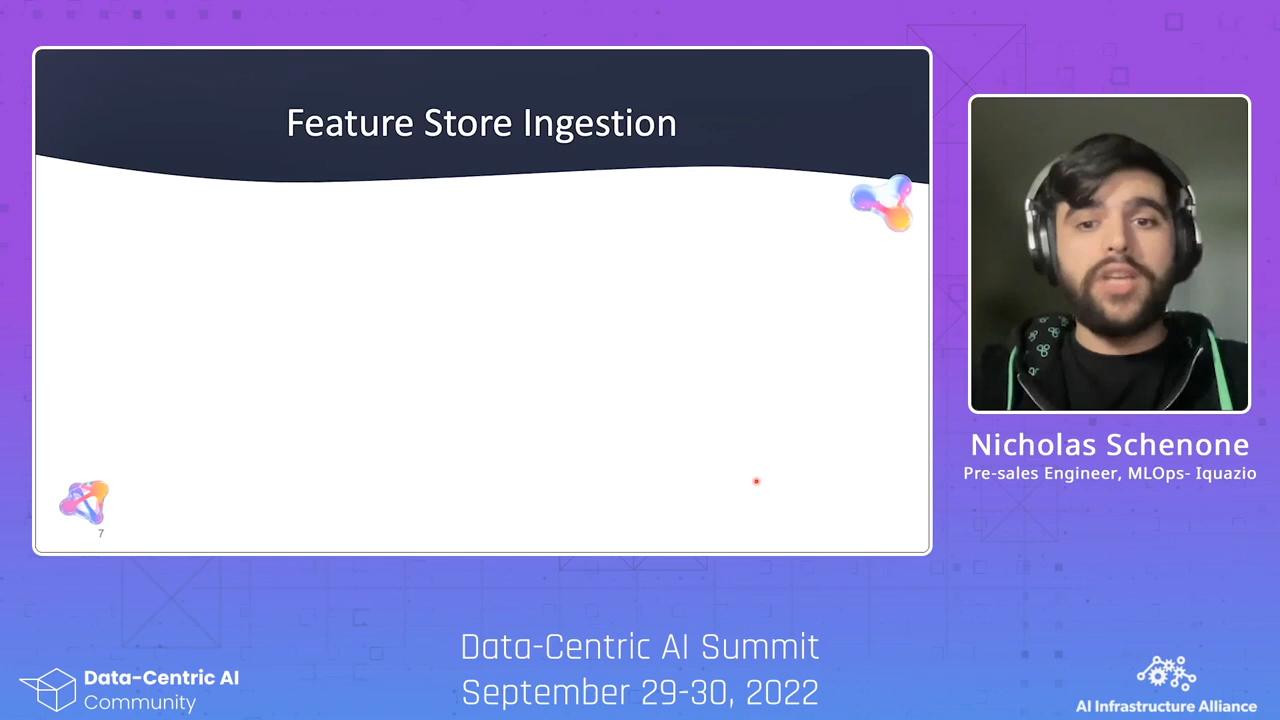 Feature Store Ingestion
7
Nicholas Schenone
Pre-sales Engineer, MLOps- Iquazio
Data-Centric AI Summit
September 29-30, 2022
Data-Centric AI
Community
AI Infrastructure Alliance